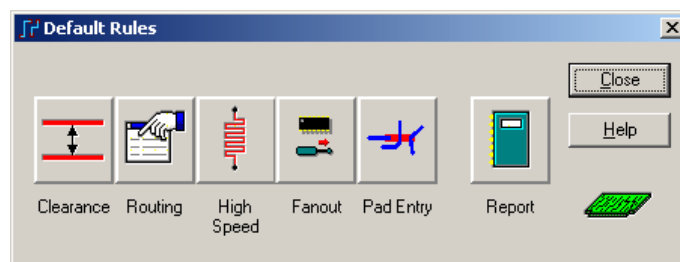 Default Rules
Close
Help
Clearance
Routing
High
Speed
Fanout
Pad Entry
Report